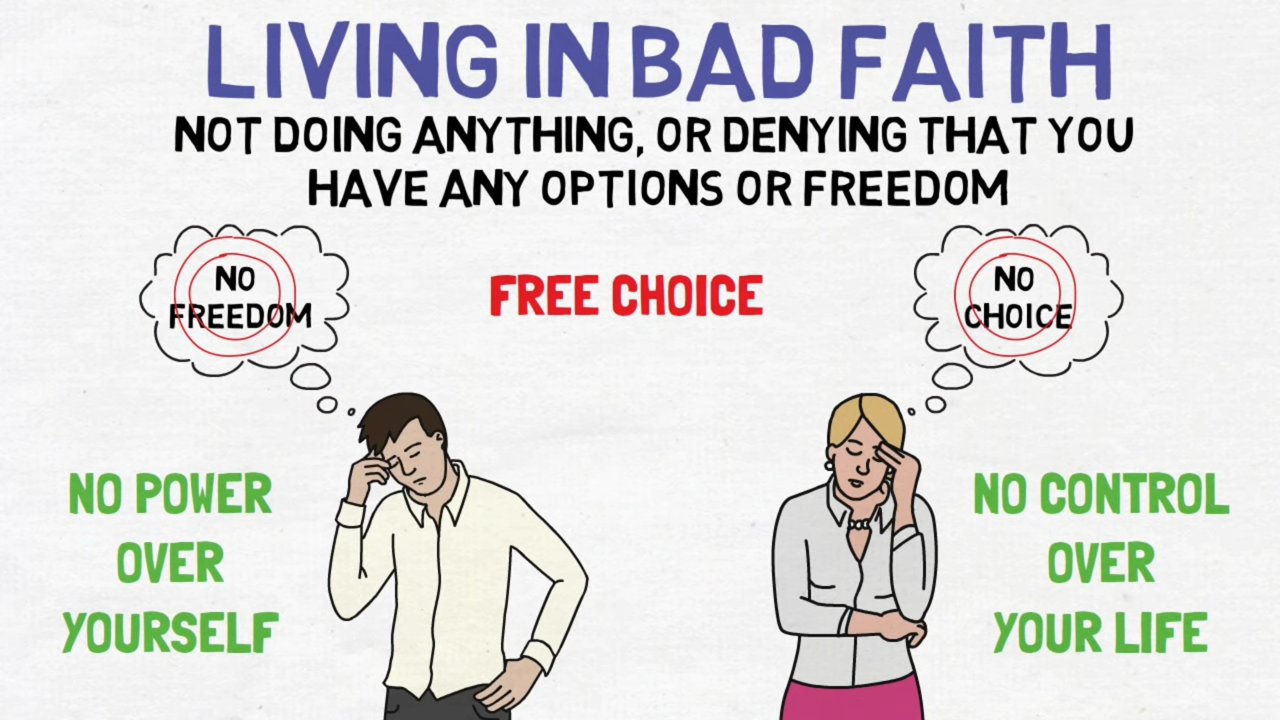 LIVING IN BAD FAITH
NOT DOING ANYTHING, OR DENYING THAT YOU
HAVE ANY OPTIONS OR FREEDOM
NO
FREEDOM
FREE CHOICE
NO
CHOICE
NO POWER
OVER
YOURSELF
NO CONTROL
OVER
YOUR LIFE